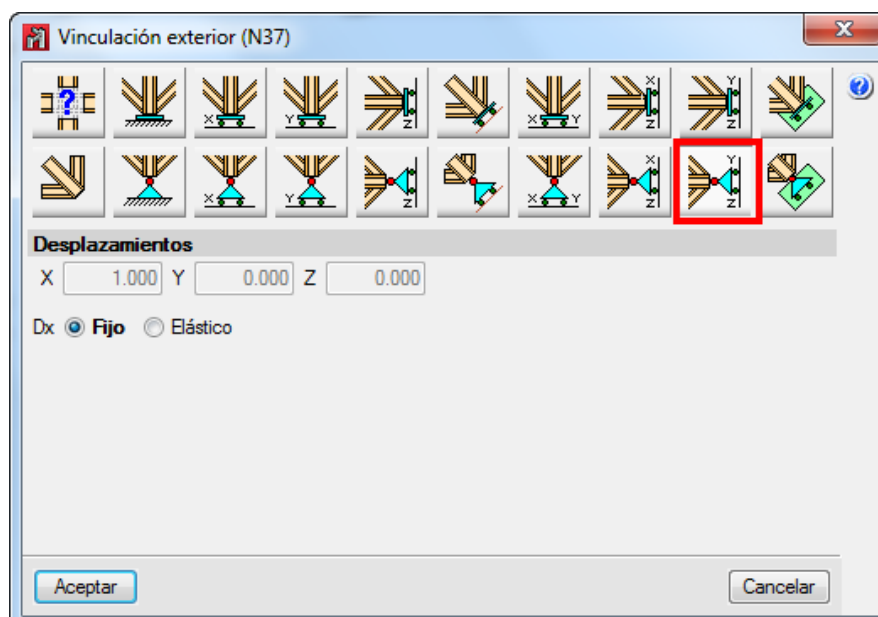 Vinculación exterior (N37)
?
X Y Z X Y X Z Y Z
X Y Z X Y X Z Y Z
Desplazamientos
X 1.000 Y 0.000 Z 0.000
Dx Fijo Elástico
Aceptar Cancelar